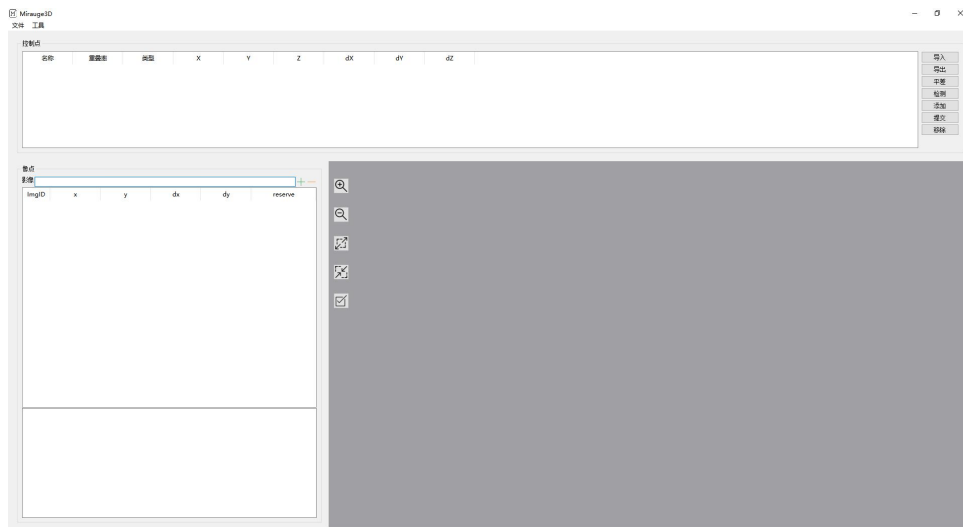 Mirauge3D
文件 工具
控制点
名称 重叠度 类型 X Y Z dX dY dZ
导入
导出
平差
检测
添加
提交
移除
像点
影像
ImgID x y dx dy reserve